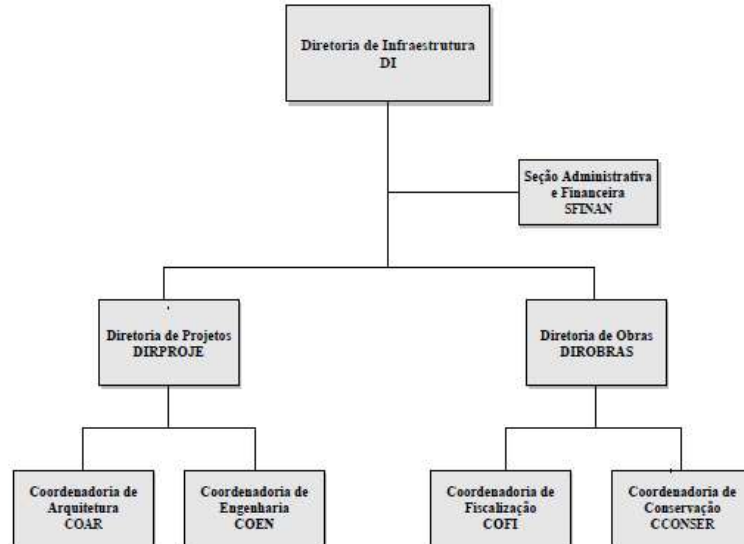 Diretoria de Infraestrutura
DI
Seção Administrativa
e Financeira
SFINAN
Diretoria de Projetos
DIRPROJE
Diretoria de Obras
DIROBRAS
Coordenadoria de
Arquitetura
COAR
Coordenadoria de
Engenharia
COEN
Coordenadoria de
Fiscalização
COFI
Coordenadoria de
Conservação
CCONSER